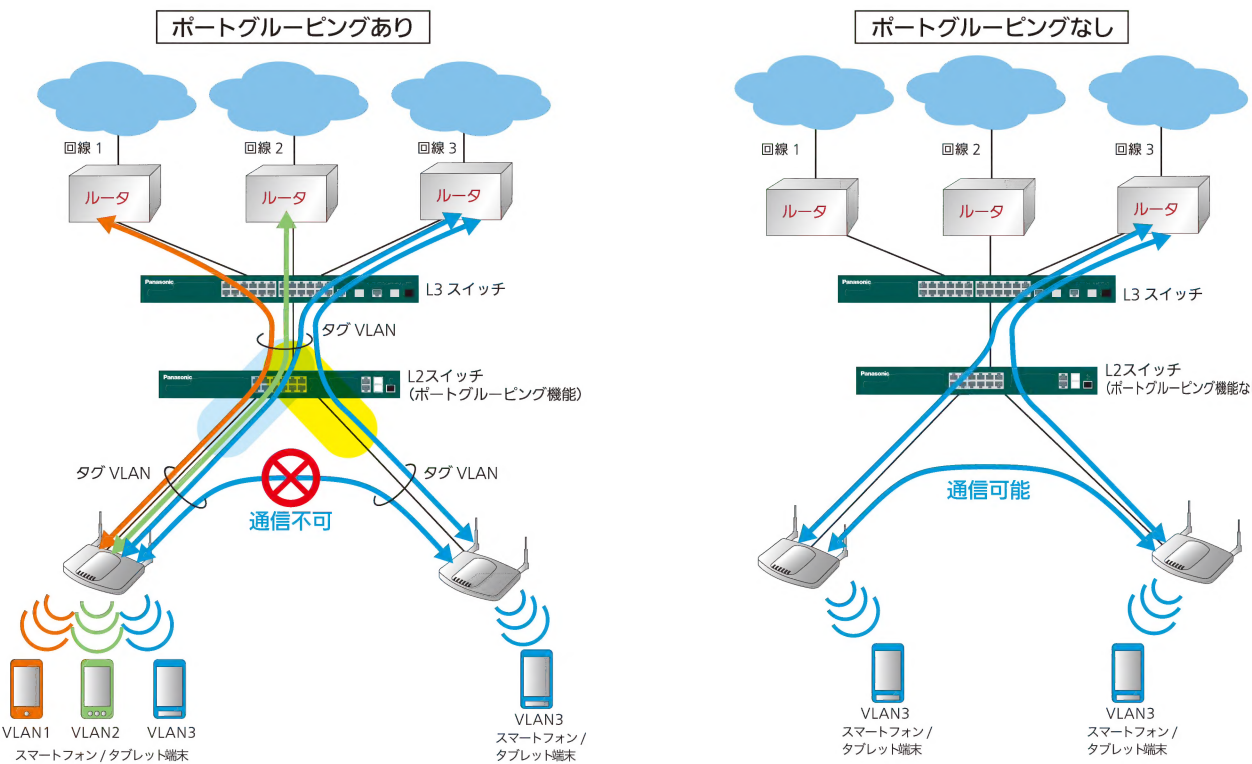 ポートグルーピングあり
回線 1
回線 2
回線 3
ルータ
ルータ
ルータ
Panasonic
L3 スイッチ
タグ VLAN
Panasonic
L2スイッチ
(ポートグルーピング機能)
タグ VLAN
タグ VLAN
通信不可
VLAN1
VLAN2
VLAN3
スマートフォン / タブレット端末
VLAN3
スマートフォン /
タブレット端末
ポートグルーピングなし
回線 1
回線 2
回線 3
ルータ
ルータ
ルータ
Panasonic
L3 スイッチ
Panasonic
L2スイッチ
(ポートグルーピング機能な
通信可能
VLAN3
スマートフォン /
タブレット端末
VLAN3
スマートフォン /
タブレット端末